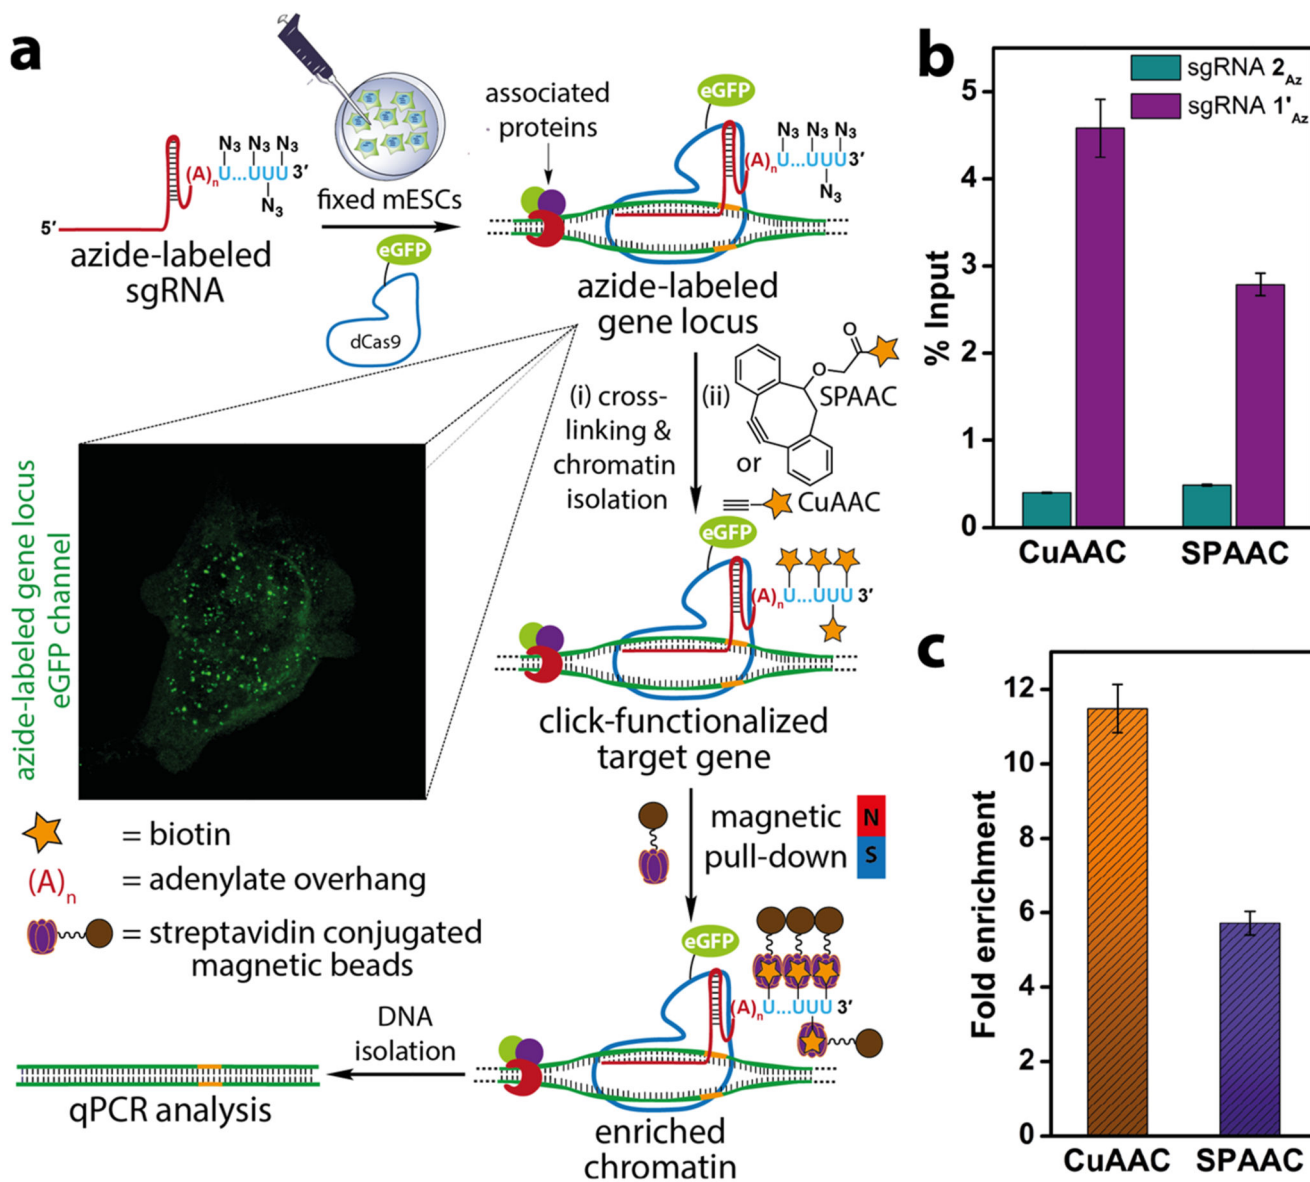 a
5′
(A)n
N3 N3 N3
U...UUU 3′
N3
azide-labeled
sgRNA
fixed mESCs
eGFP
dCas9
associated
proteins
eGFP
N3 N3 N3
(A)n
U...UUU 3′
N3
azide-labeled
gene locus
(i) cross-
linking &
chromatin
isolation
(ii)
O
O
SPAAC
or
CuAAC
azide-labeled gene locus
eGFP channel
eGFP
(A)n
U...UUU 3′
click-functionalized
target gene
magnetic
pull-down
N
S
= biotin
(A)n = adenylate overhang
= streptavidin conjugated
magnetic beads
eGFP
(A)n
U...UUU 3′
enriched
chromatin
DNA
isolation
qPCR analysis
b
sgRNA 2Az
sgRNA 1'Az
% Input
5
4
3
2
1
0
CuAAC SPAAC
c
Fold enrichment
12
10
8
6
4
2
0
CuAAC SPAAC